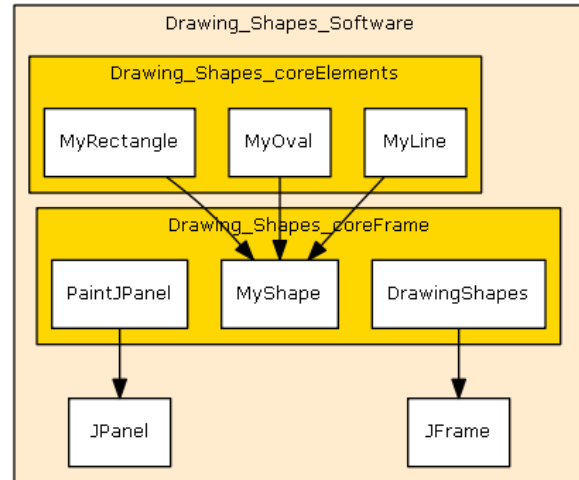 Drawing_Shapes_Software
Drawing_Shapes_coreElements
MyRectangle MyOval MyLine
Drawing_Shapes_coreFrame
PaintJPanel MyShape DrawingShapes
JPanel JFrame